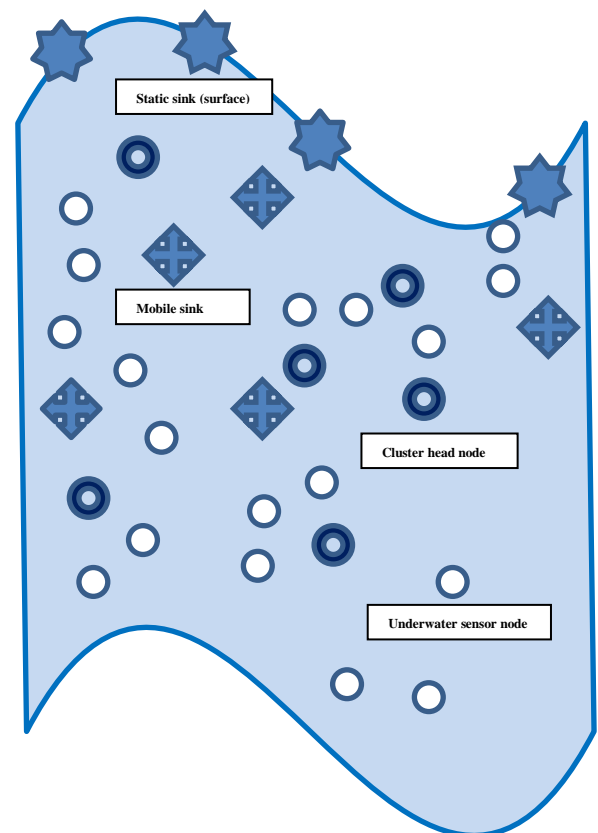 Static sink (surface)
Mobile sink
Cluster head node
Underwater sensor node